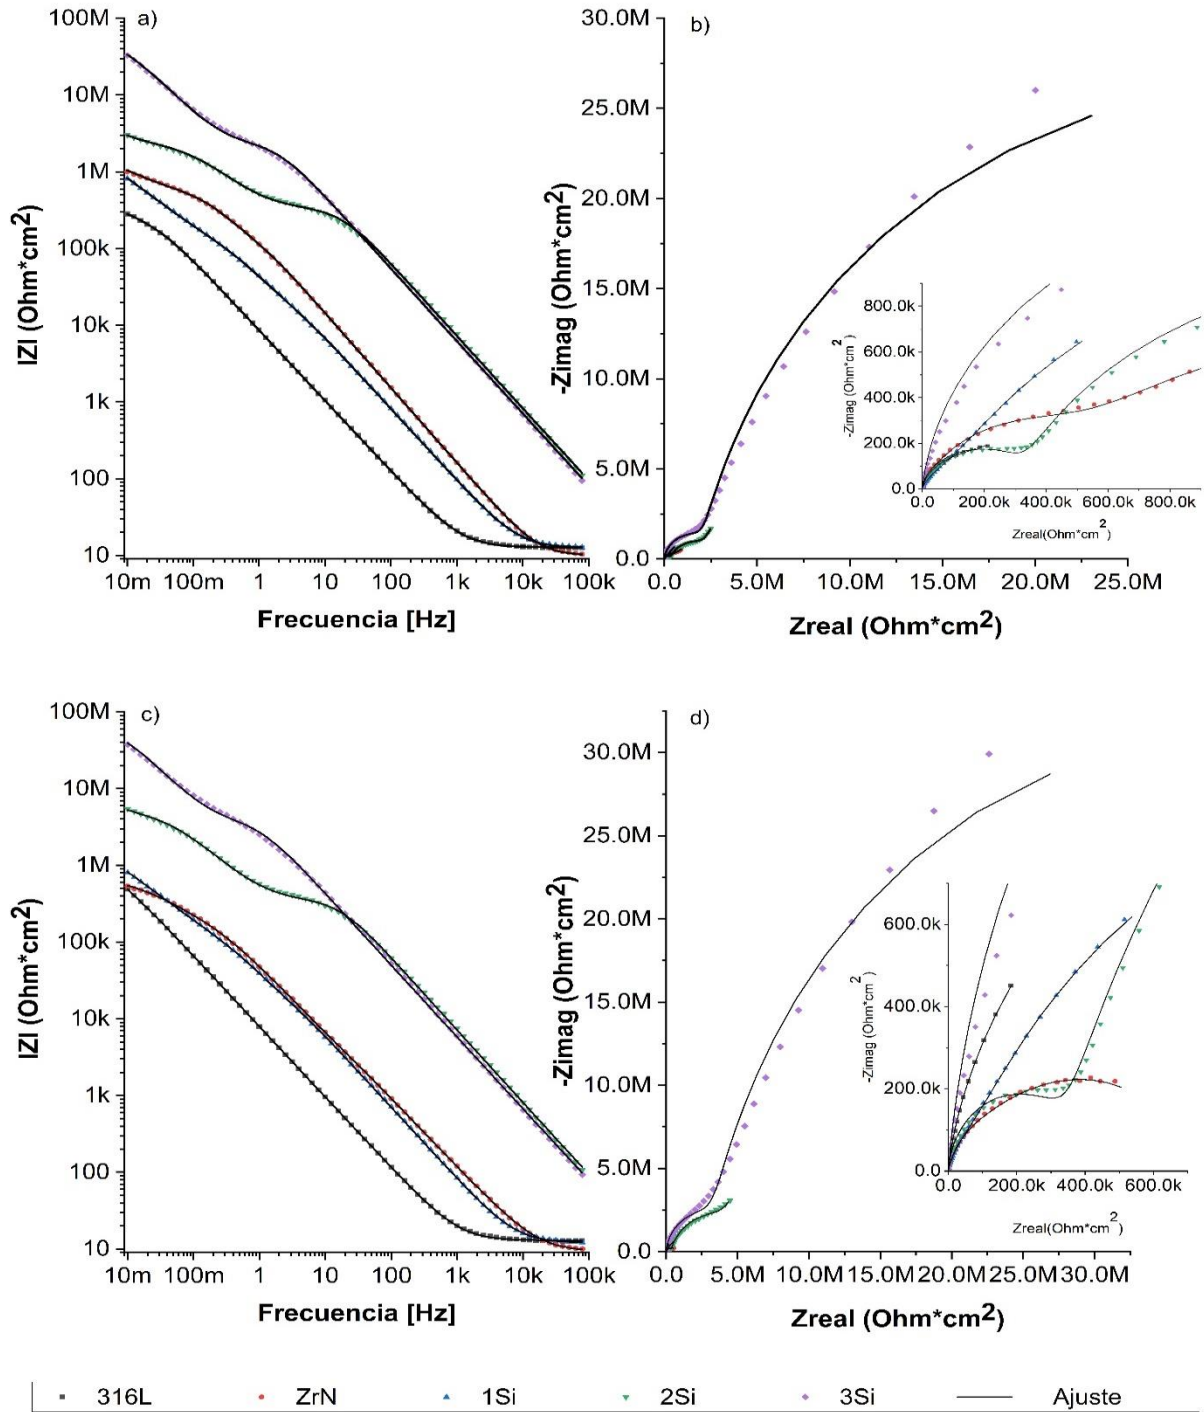 a)
100M
10M
1M
100k
10k
1k
100
10
IZI (Ohm*cm2)
10m 100m 1 10 100 1k 10k 100k
Frecuencia [Hz]
b)
30.0M
25.0M
20.0M
15.0M
10.0M
5.0M
0.0
-Zimag (Ohm*cm2)
0.0 5.0M 10.0M 15.0M 20.0M 25.0M
Zreal (Ohm*cm2)
800.0k
600.0k
400.0k
200.0k
0.0
-Zimag (Ohm*cm2)
0.0 200.0k 400.0k 600.0k 800.0k
Zreal(Ohm*cm2)
c)
100M
10M
1M
100k
10k
1k
100
10
IZI (Ohm*cm2)
10m 100m 1 10 100 1k 10k 100k
Frecuencia [Hz]
d)
30.0M
25.0M
20.0M
15.0M
10.0M
5.0M
0.0
-Zimag (Ohm*cm2)
0.0 5.0M 10.0M 15.0M 20.0M 25.0M 30.0M
Zreal (Ohm*cm2)
600.0k
400.0k
200.0k
0.0
-Zimag (Ohm*cm2)
0.0 200.0k 400.0k 600.0k
Zreal(Ohm*cm2)
316L ZrN 1Si 2Si 3Si Ajuste